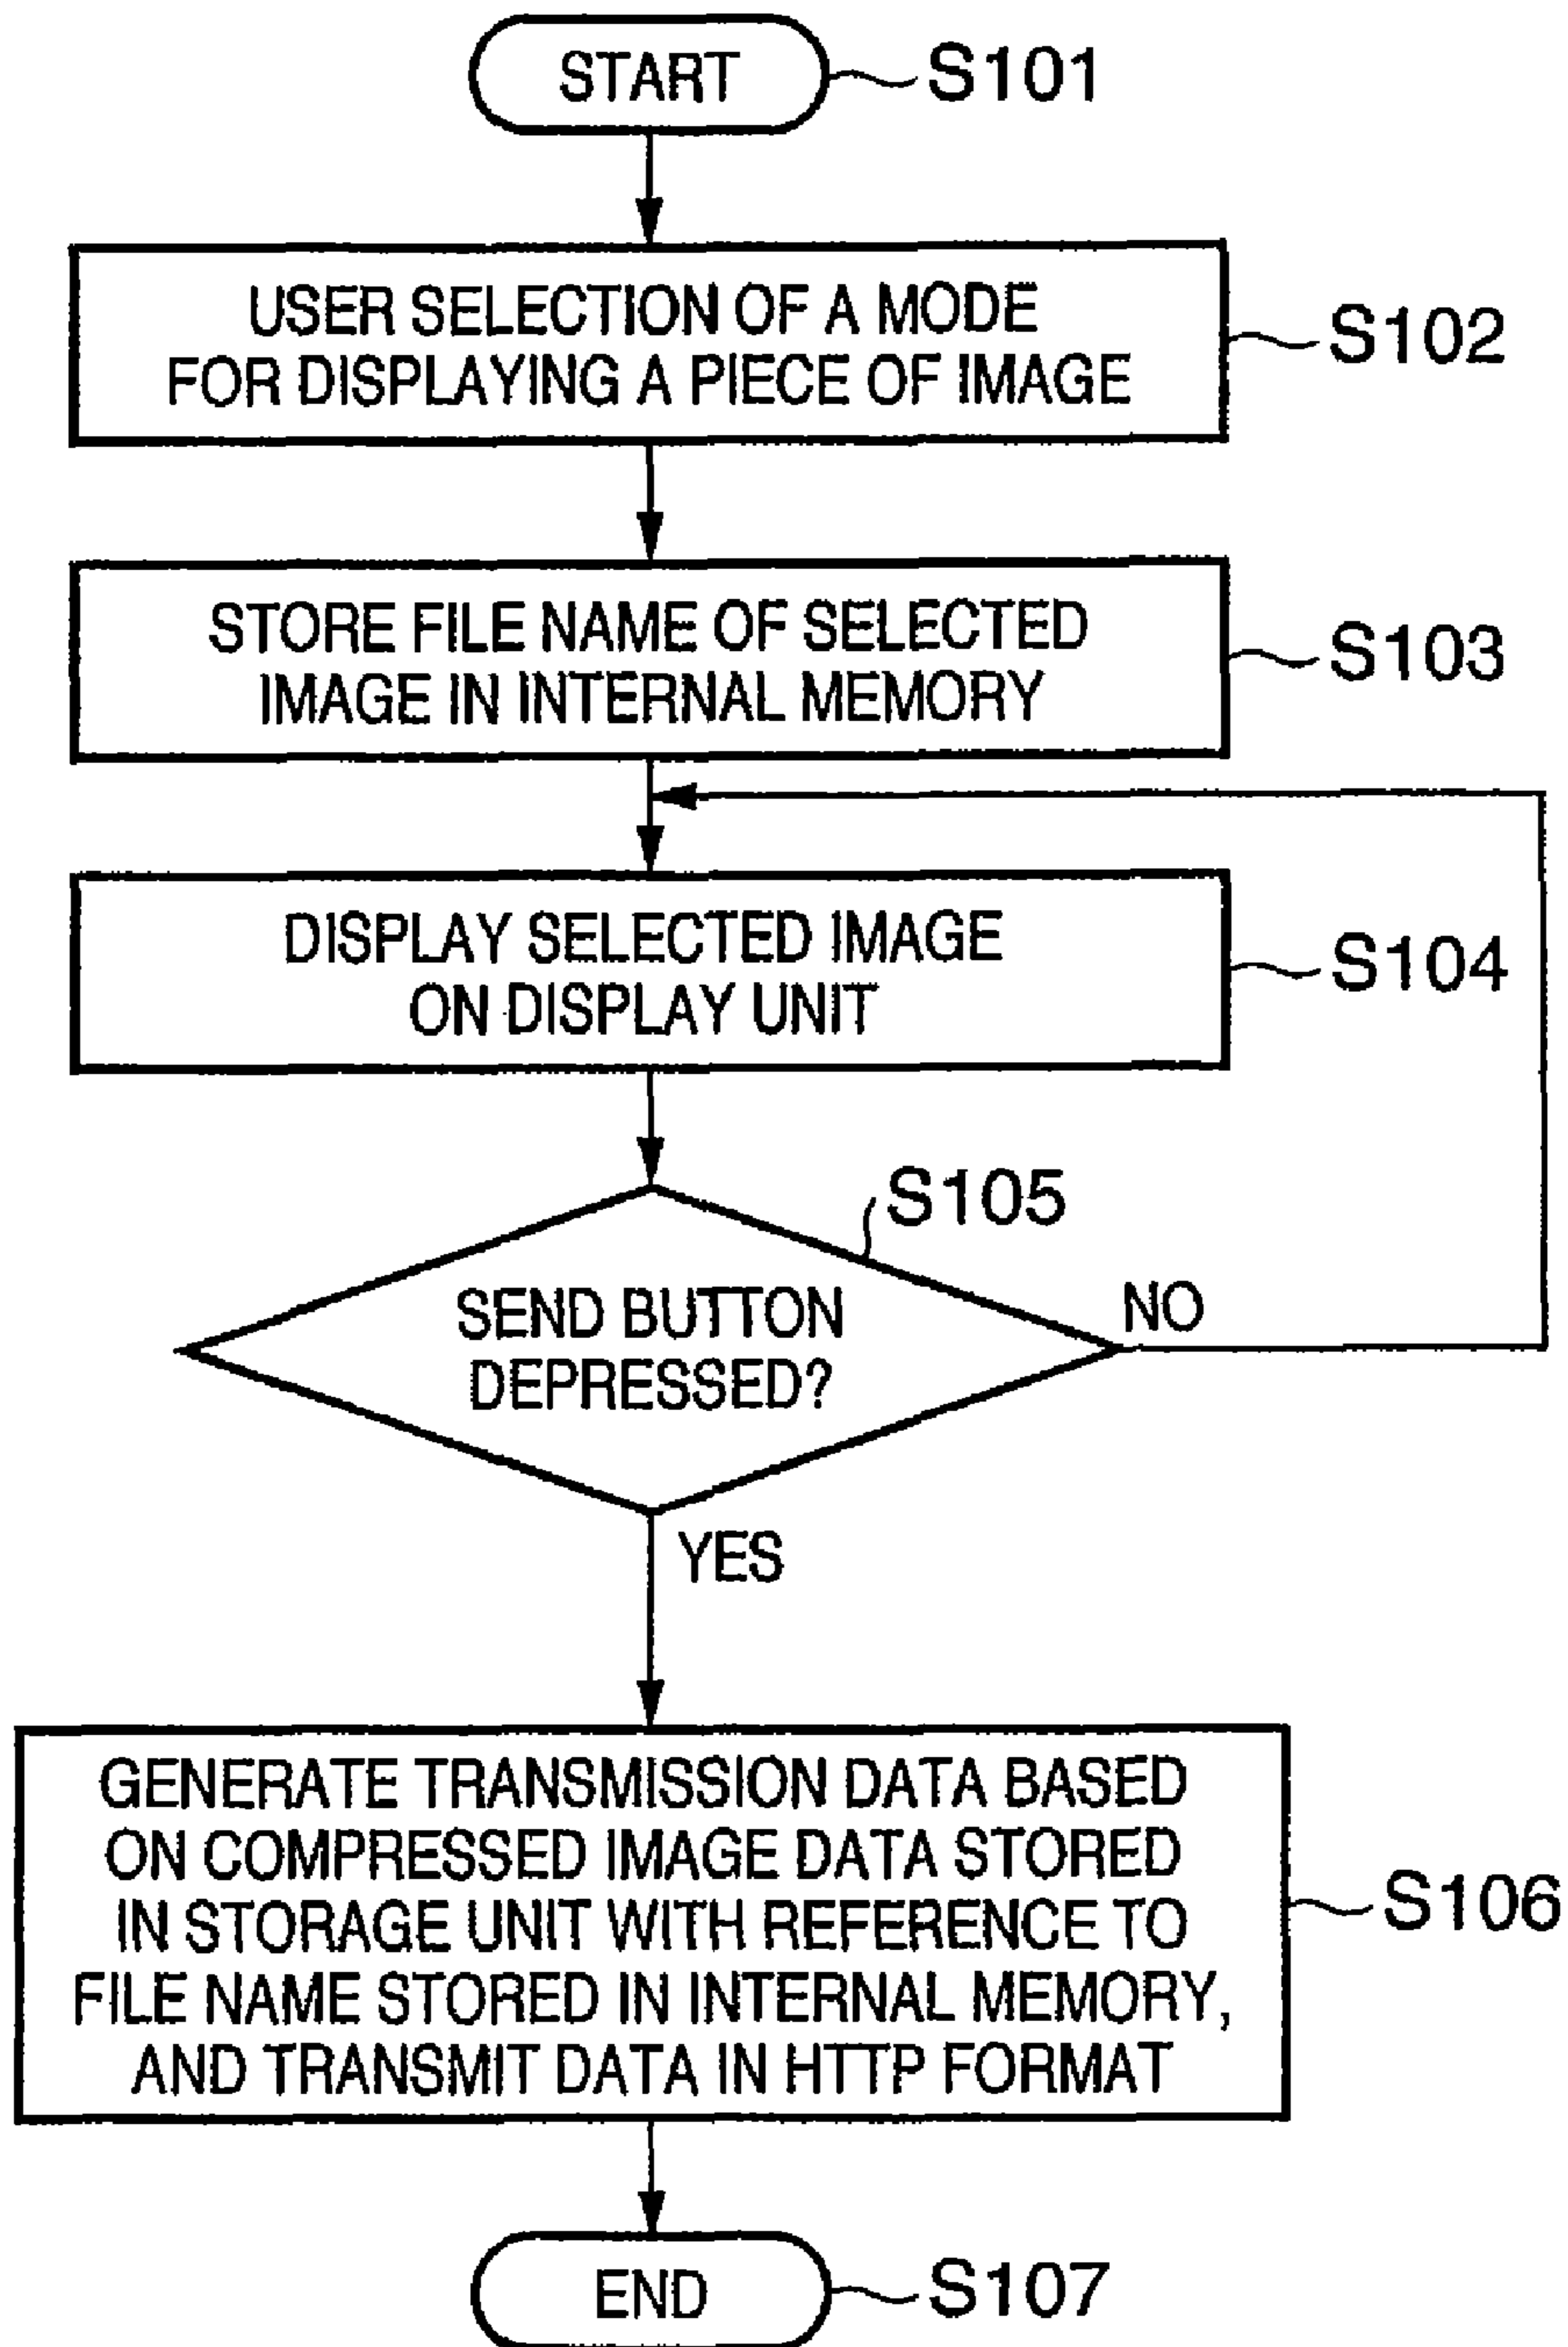 START
S101
USER SELECTION OF A MODE
FOR DISPLAYING A PIECE OF IMAGE
S102
STORE FILE NAME OF SELECTED
IMAGE IN INTERNAL MEMORY
S103
DISPLAY SELECTED IMAGE
ON DISPLAY UNIT
S104
S105
SEND BUTTON
DEPRESSED?
NO
YES
GENERATE TRANSMISSION DATA BASED
ON COMPRESSED IMAGE DATA STORED
IN STORAGE UNIT WITH REFERENCE TO
FILE NAME STORED IN INTERNAL MEMORY,
AND TRANSMIT DATA IN HTTP FORMAT
S106
END
S107